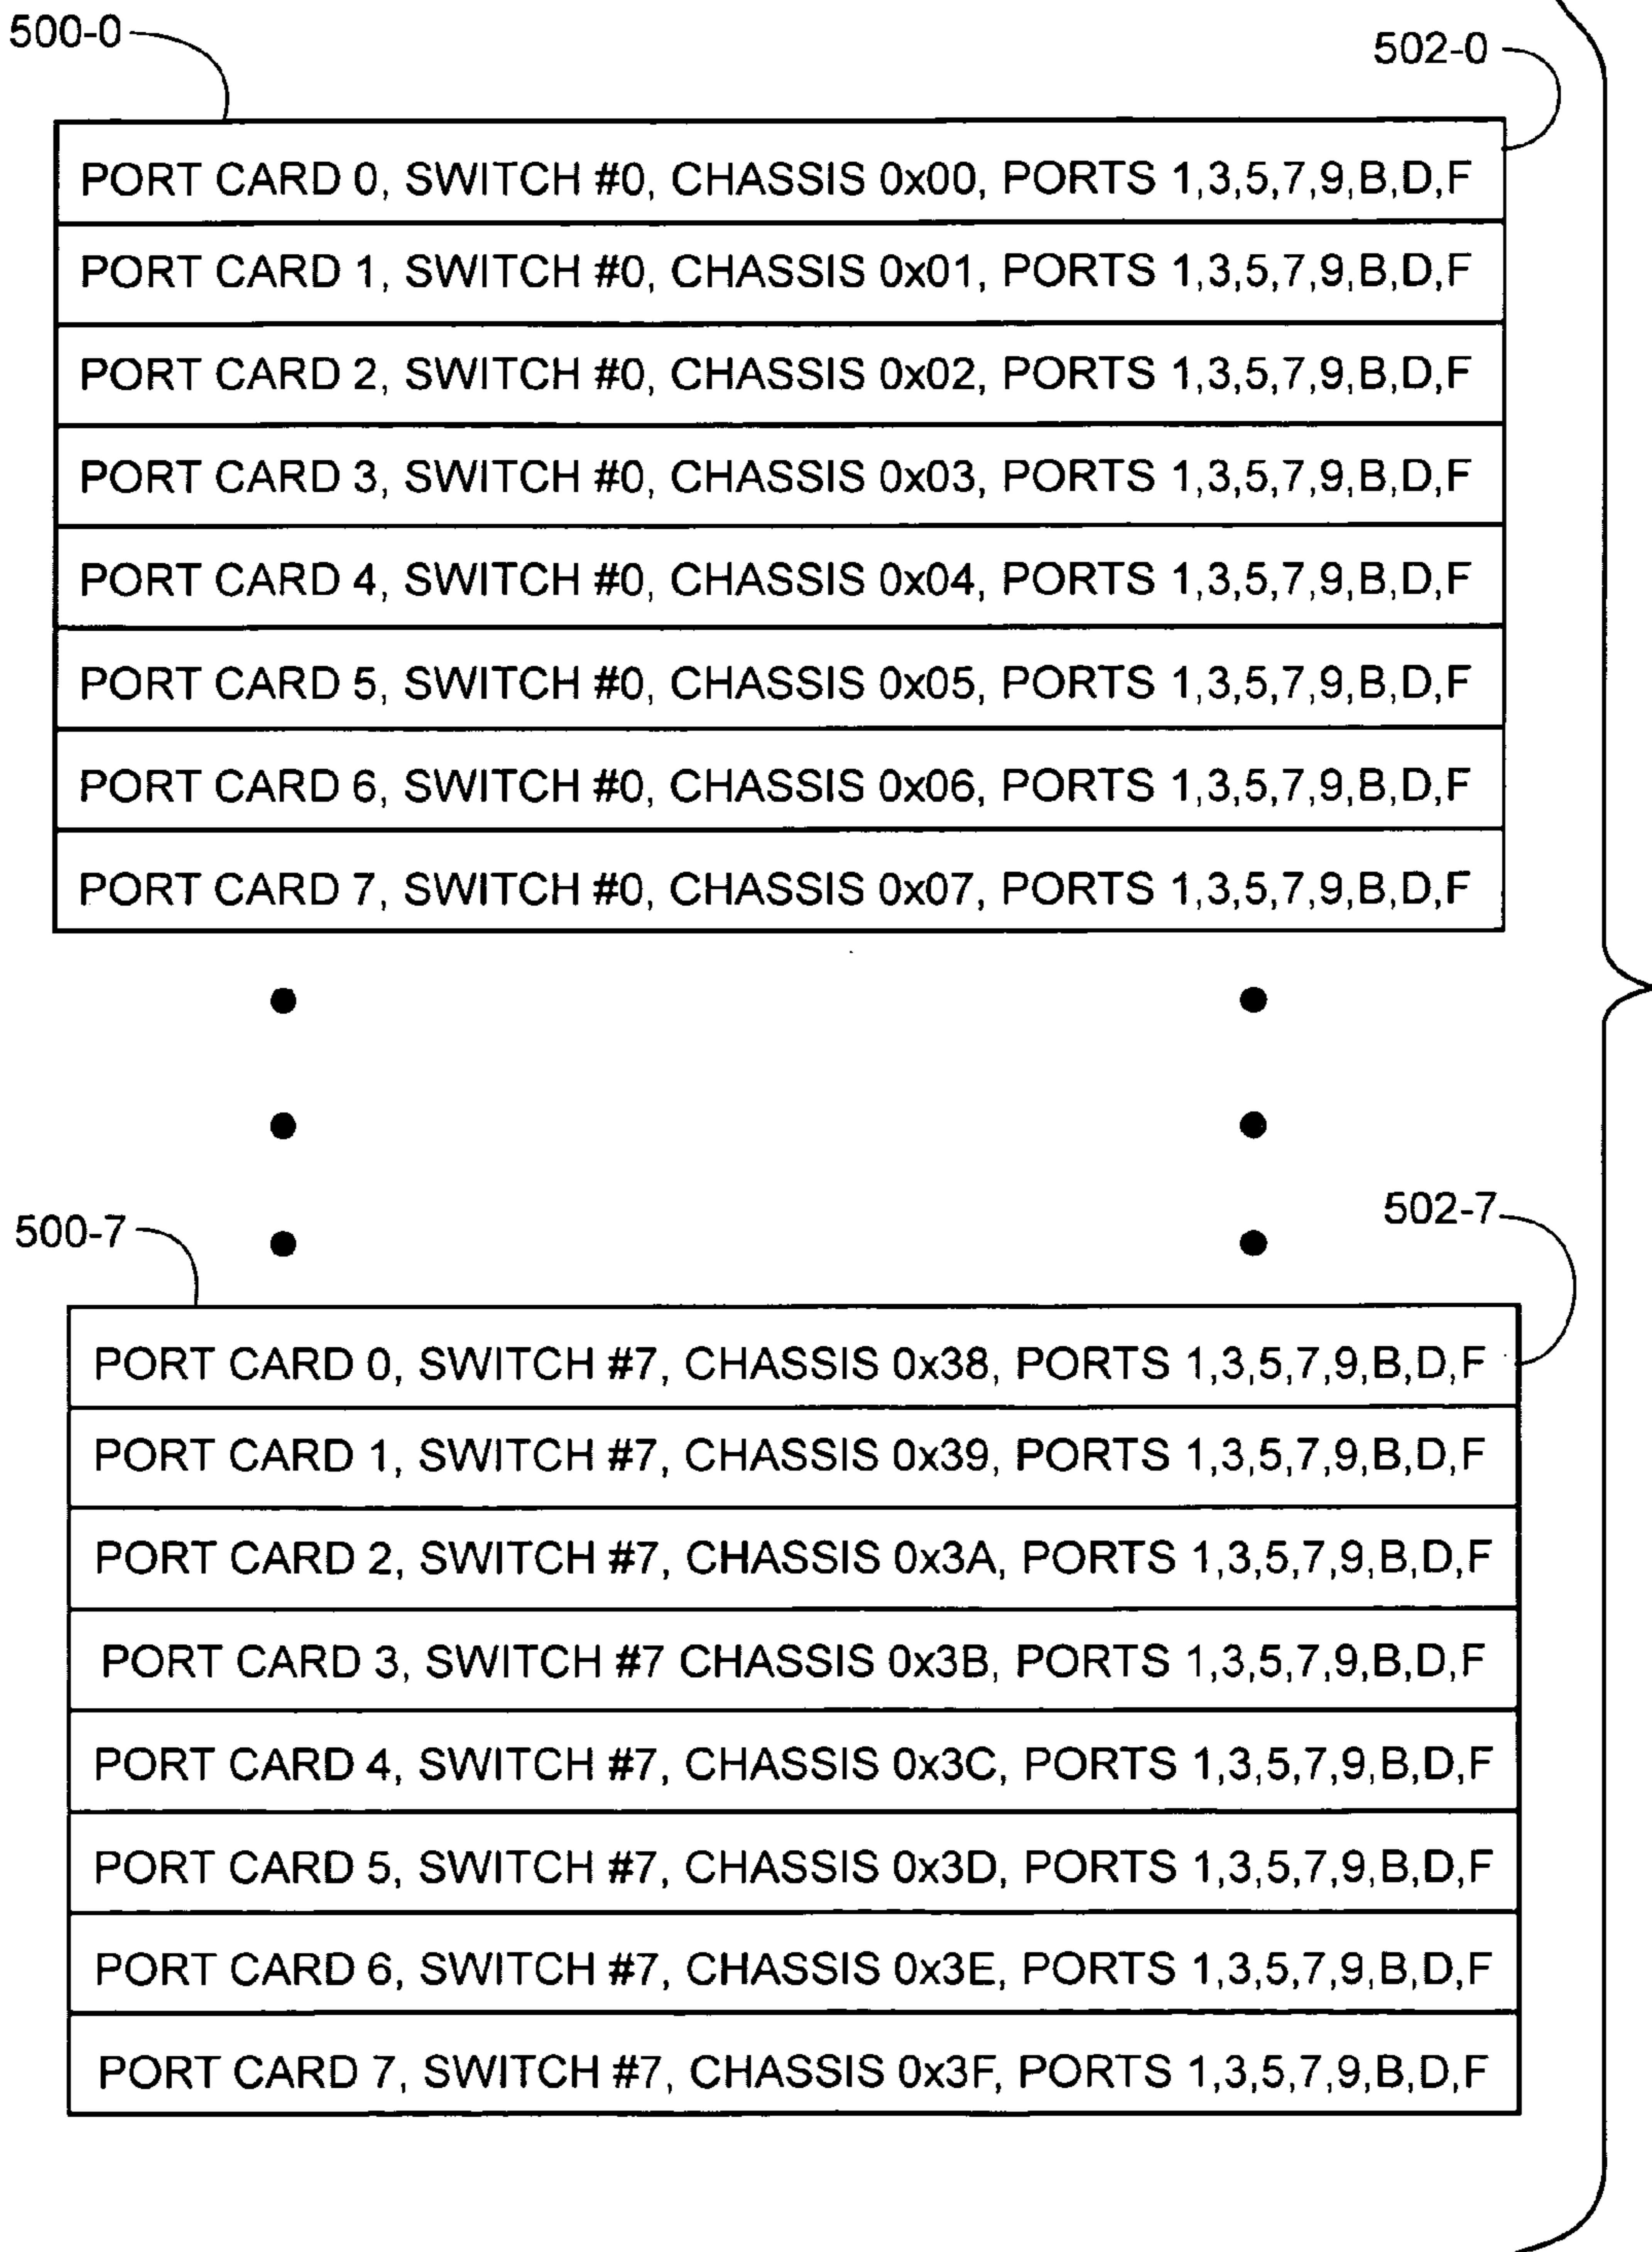 500-0
502-0
PORT CARD 0, SWITCH #0, CHASSIS 0x00, PORTS 1,3,5,7,9,B,D,F
PORT CARD 1, SWITCH #0, CHASSIS 0x01, PORTS 1,3,5,7,9,B,D,F
PORT CARD 2, SWITCH #0, CHASSIS 0x02, PORTS 1,3,5,7,9,B,D,F
PORT CARD 3, SWITCH #0, CHASSIS 0x03, PORTS 1,3,5,7,9,B,D,F
PORT CARD 4, SWITCH #0, CHASSIS 0x04, PORTS 1,3,5,7,9,B,D,F
PORT CARD 5, SWITCH #0, CHASSIS 0x05, PORTS 1,3,5,7,9,B,D,F
PORT CARD 6, SWITCH #0, CHASSIS 0x06, PORTS 1,3,5,7,9,B,D,F
PORT CARD 7, SWITCH #0, CHASSIS 0x07, PORTS 1,3,5,7,9,B,D,F
500-7
502-7
PORT CARD 0, SWITCH #7, CHASSIS 0x38, PORTS 1,3,5,7,9,B,D,F
PORT CARD 1, SWITCH #7, CHASSIS 0x39, PORTS 1,3,5,7,9,B,D,F
PORT CARD 2, SWITCH #7, CHASSIS 0x3A, PORTS 1,3,5,7,9,B,D,F
PORT CARD 3, SWITCH #7 CHASSIS 0x3B, PORTS 1,3,5,7,9,B,D,F
PORT CARD 4, SWITCH #7, CHASSIS 0x3C, PORTS 1,3,5,7,9,B,D,F
PORT CARD 5, SWITCH #7, CHASSIS 0x3D, PORTS 1,3,5,7,9,B,D,F
PORT CARD 6, SWITCH #7, CHASSIS 0x3E, PORTS 1,3,5,7,9,B,D,F
PORT CARD 7, SWITCH #7, CHASSIS 0x3F, PORTS 1,3,5,7,9,B,D,F